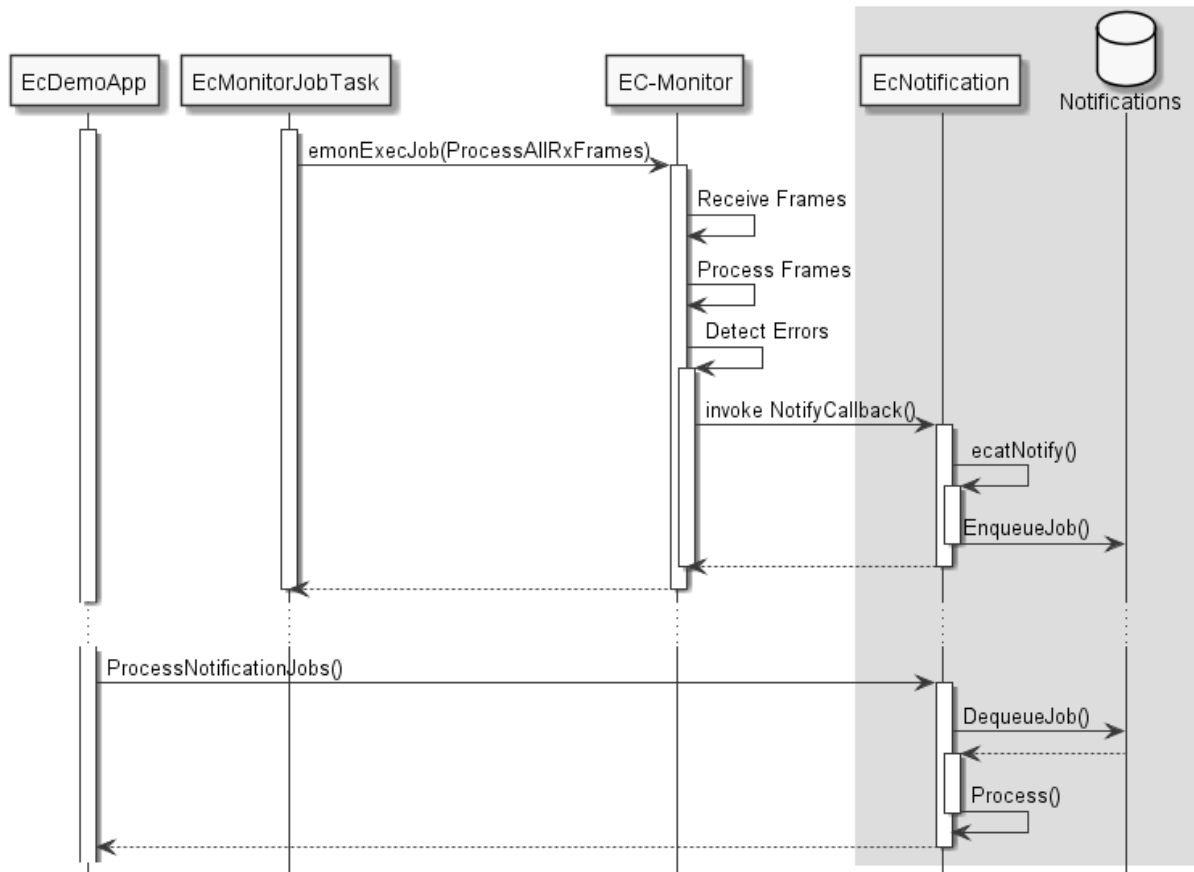 EcDemoApp
EcMonitorJobTask
EC-Monitor
EcNotification
Notifications
emonExecJob(ProcessAllRxFrames)
Receive Frames
Process Frames
Detect Errors
invoke NotifyCallback()
ecatNotify()
EnqueueJob()
ProcessNotificationJobs()
DequeueJob()
Process()